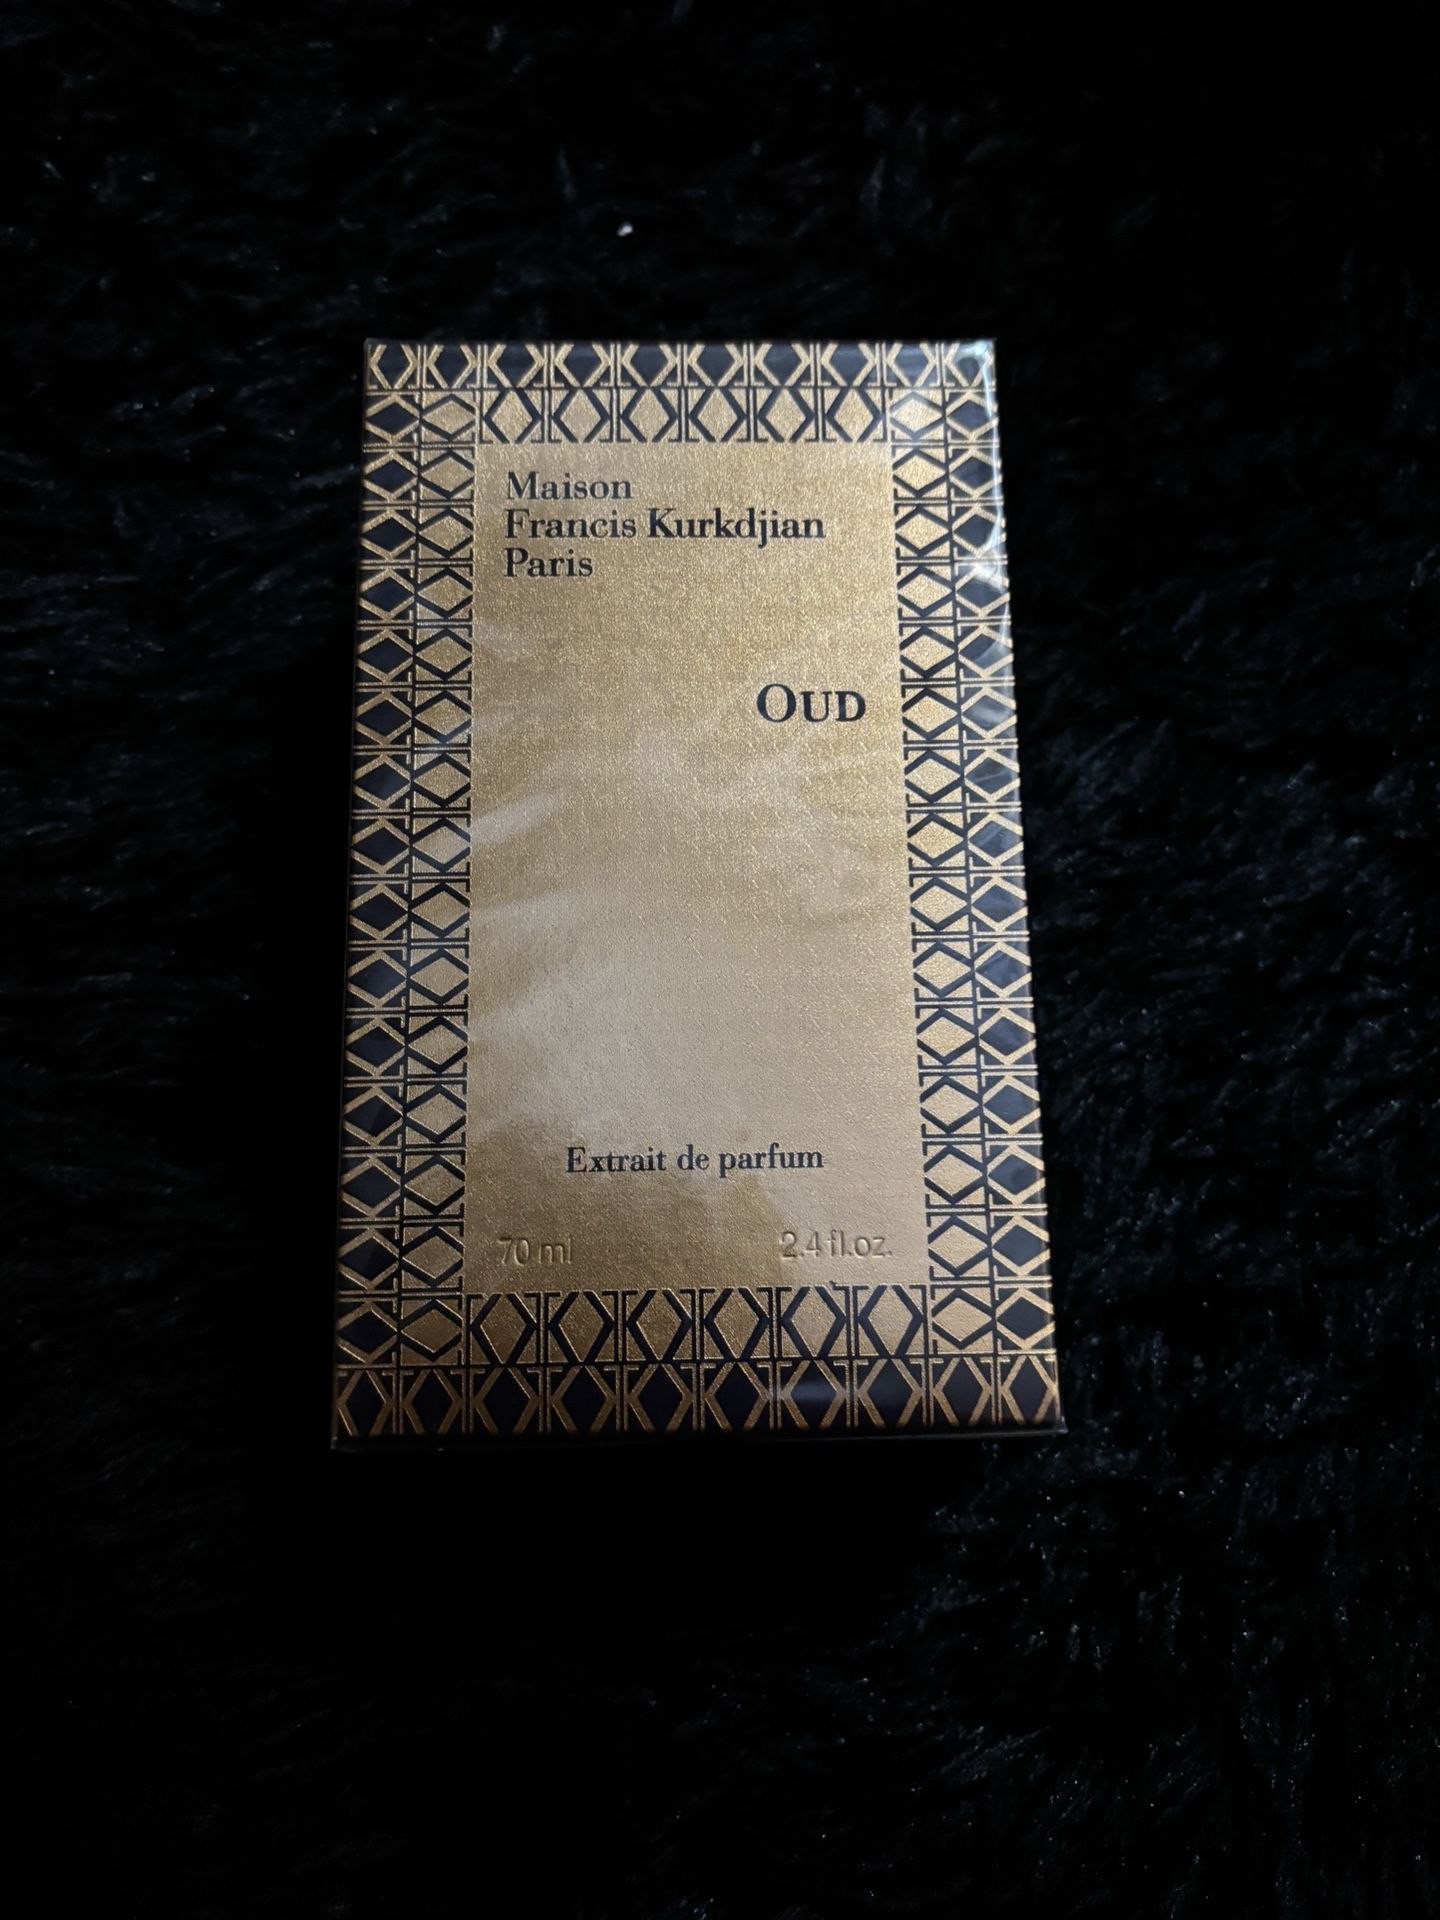 Maison
Francis Kurkdjian
Paris
OUD
Extrait de parfum
70 ml 2.4 fl.oz.